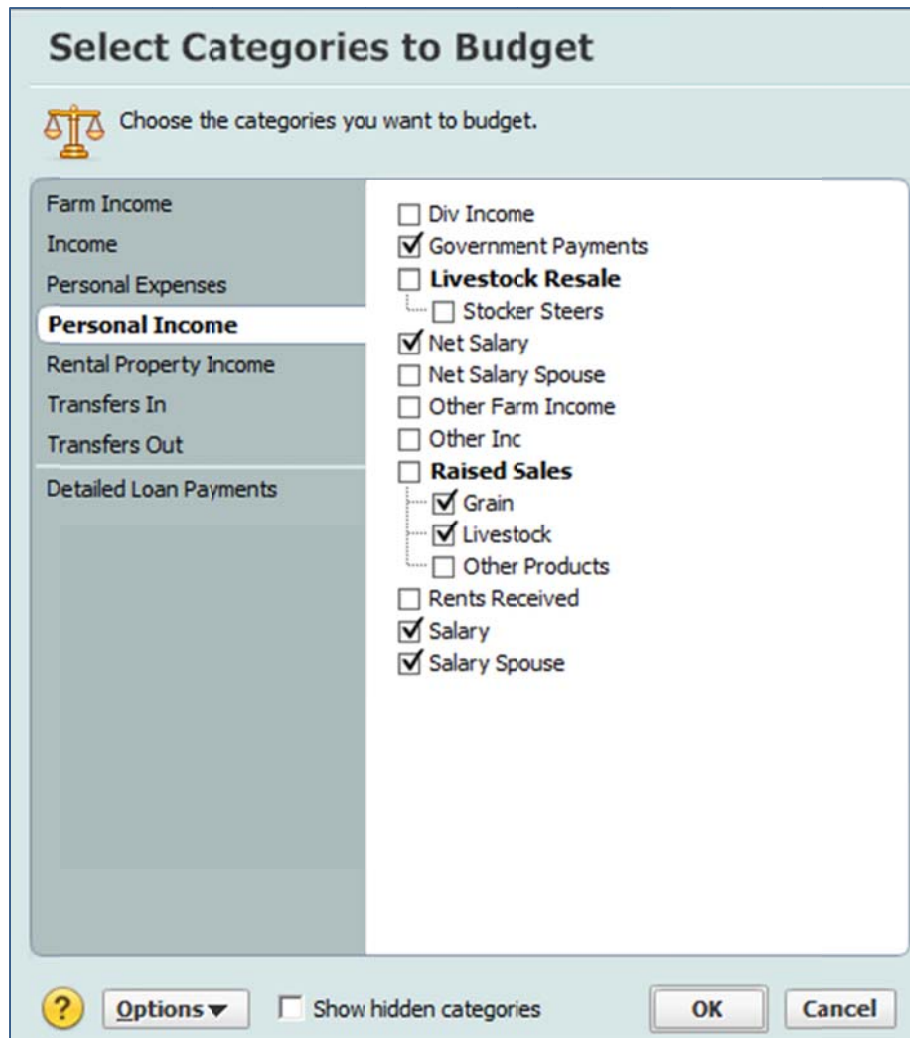 Select Categories to Budget
Choose the categories you want to budget.
Farm Income
Income
Personal Expenses
Personal Income
Rental Property Income
Transfers In
Transfers Out
Detailed Loan Payments
Div Income
Government Payments
Livestock Resale
Stocker Steers
Net Salary
Net Salary Spouse
Other Farm Income
Other Inc
Raised Sales
Grain
Livestock
Other Products
Rents Received
Salary
Salary Spouse
?
Options
Show hidden categories
OK
Cancel